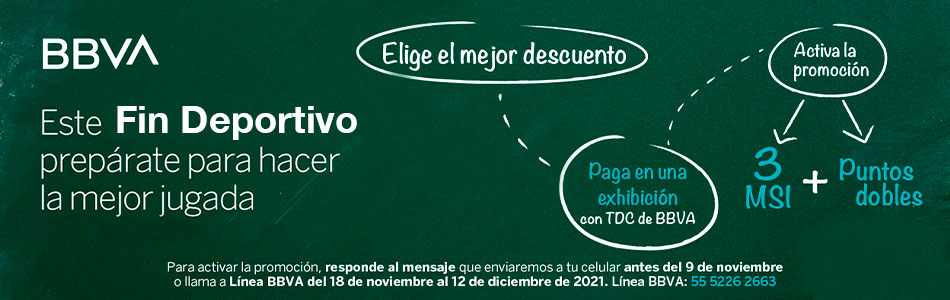 BBVA
Este Fin Deportivo
prepárate para hacer
la mejor jugada
Elige el mejor descuento
Paga en una
exhibición
con TDC de BBVA
Activa la
promoción
3
MSI
+
Puntos
dobles
Para activar la promoción, responde al mensaje que enviaremos a tu celular antes del 9 de noviembre
o llama a Línea BBVA del 18 de noviembre al 12 de diciembre de 2021. Línea BBVA: 55 5226 2663